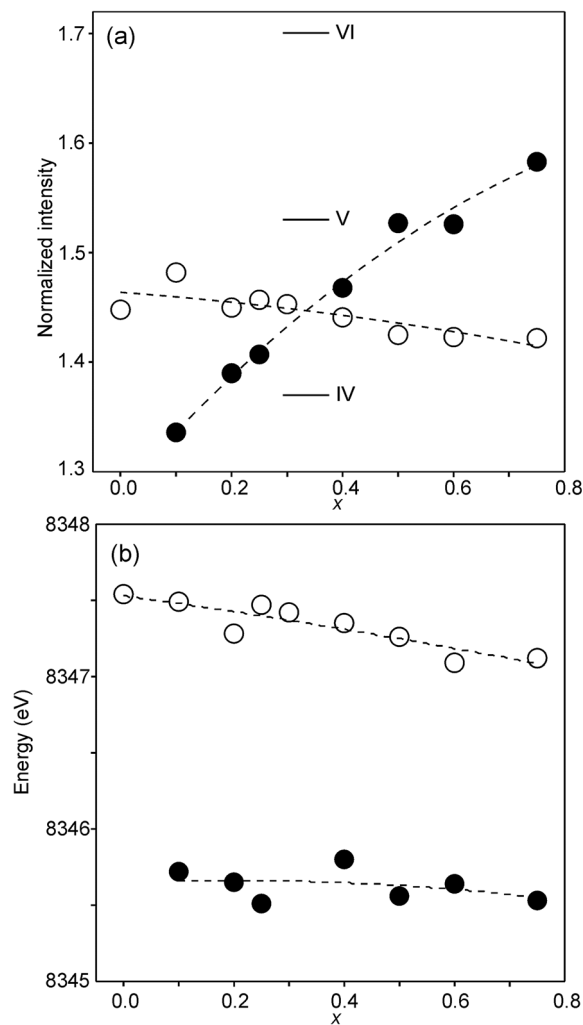 (a)
VI
V
IV
1.7
1.6
1.5
1.4
1.3
Normalized intensity
0.0 0.2 0.4 0.6 0.8
x
(b)
8348
8347
8346
8345
Energy (eV)
0.0 0.2 0.4 0.6 0.8
x